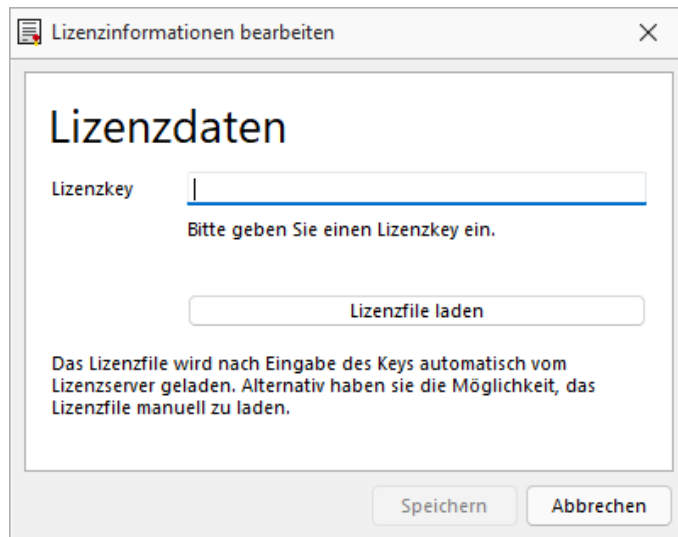 Lizenzinformationen bearbeiten
Lizenzdaten
Lizenzkey
Bitte geben Sie einen Lizenzkey ein.
Lizenzfile laden
Das Lizenzfile wird nach Eingabe des Keys automatisch vom
Lizenzserver geladen. Alternativ haben sie die Möglichkeit, das
Lizenzfile manuell zu laden.
Speichern
Abbrechen